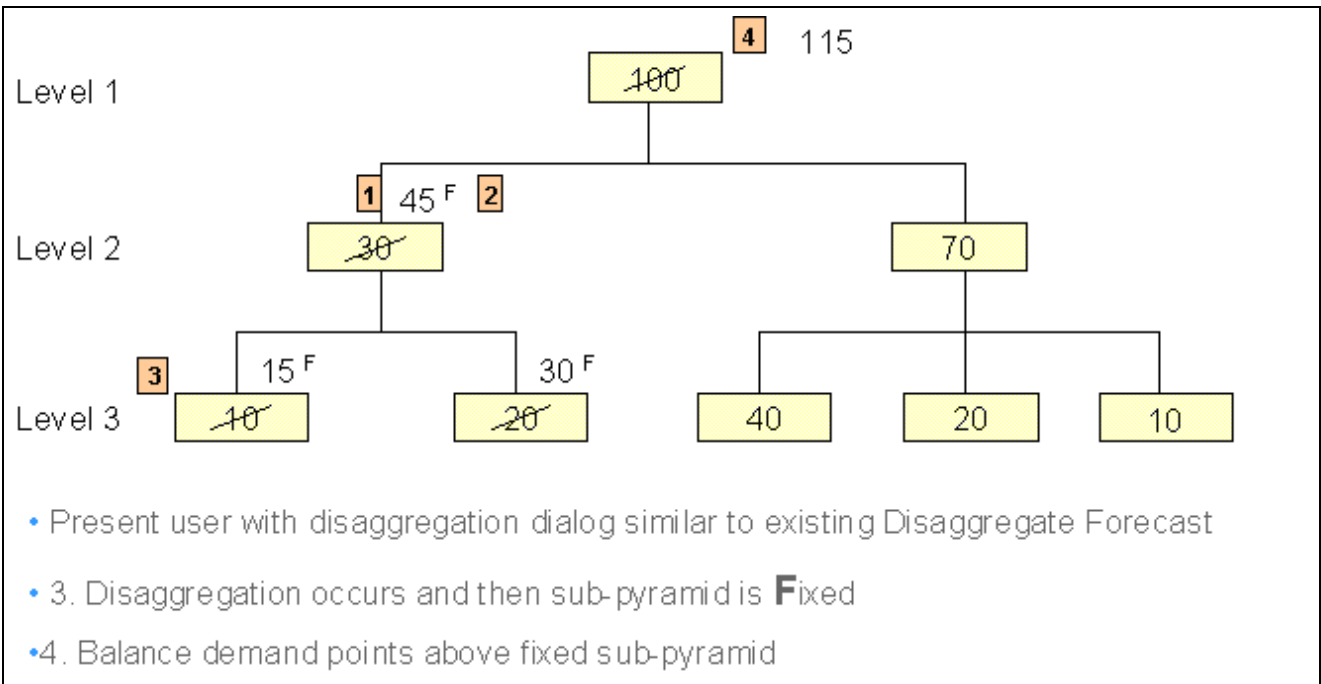 4 115
Level 1 100
1 45 F 2
Level 2 30 70
3 15 F 30 F
Level 3 10 20 40 20 10
• Present user with disaggregation dialog similar to existing Disaggregate Forecast
• 3. Disaggregation occurs and then sub-pyramid is Fixed
•4. Balance demand points above fixed sub-pyramid